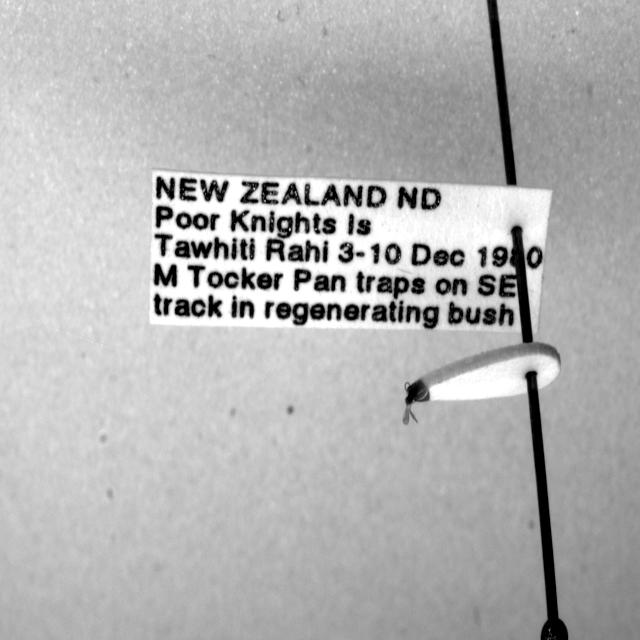 NEW ZEALAND ND
Poor Knights Is
Tawhiti Rahi 3-10 Dec 1980
M Tocker Pan traps on SE
track in regenerating bush